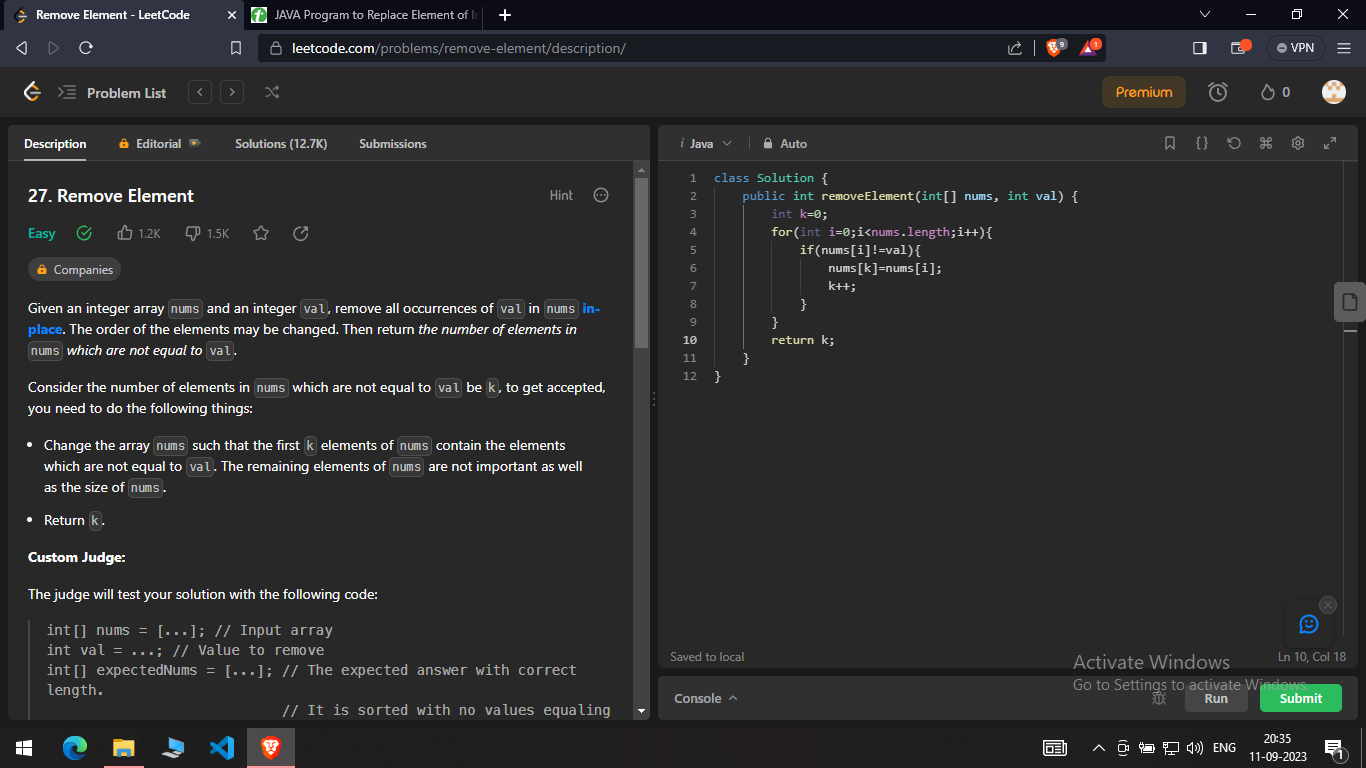 Remove Element - LeetCode
JAVA Program to Replace Element of
leetcode.com/problems/remove-element/description/
9
1
VPN
Problem List
Premium
0
Description
Editorial
Solutions (12.7K)
Submissions
i Java
Auto
27. Remove Element
Hint
Easy
1.2K
1.5K
Companies
Given an integer array nums and an integer val, remove all occurrences of val in nums in-
place. The order of the elements may be changed. Then return the number of elements in
nums which are not equal to val.
Consider the number of elements in nums which are not equal to val be k, to get accepted,
you need to do the following things:
• Change the array nums such that the first k elements of nums contain the elements
which are not equal to val. The remaining elements of nums are not important as well
as the size of nums.
• Return k.
Custom Judge:
The judge will test your solution with the following code:
int[] nums = [...]; // Input array
int val = ...; // Value to remove
int[] expectedNums = [...]; // The expected answer with correct
length.
// It is sorted with no values equaling
1 class Solution {
2 public int removeElement(int[] nums, int val) {
3 int k=0;
4 for(int i=0;i<nums.length;i++){
5 if(nums[i]!=val){
6 nums[k]=nums[i];
7 k++;
8 }
9 }
10 return k;
11 }
12 }
Saved to local
Ln 10, Col 18
Activate Windows
Go to Settings to activate Windows.
Console
Run
Submit
ENG
20:35
11-09-2023
1